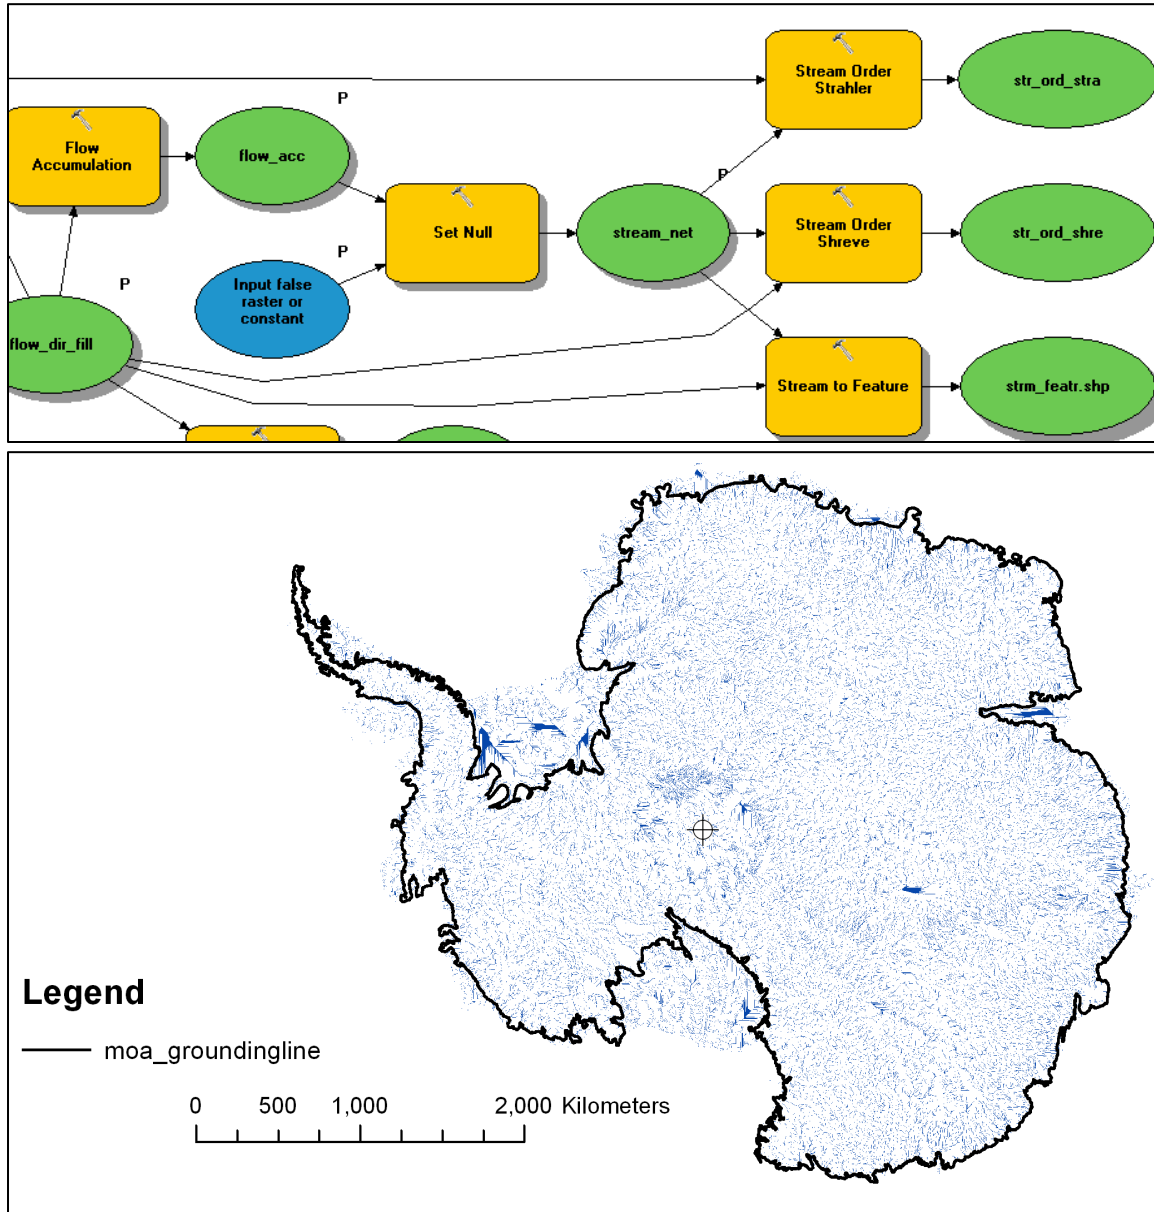 Stream Order
Strahler
str_ord_stra
P
Flow
Accumulation
flow_acc
P
Set Null
stream_net
Stream Order
Shreve
str_ord_shre
P
Input false
raster or
constant
P
flow_dir_fill
Stream to Feature
strm_featr.shp
Legend
moa_groundingline
0 500 1,000 2,000 Kilometers